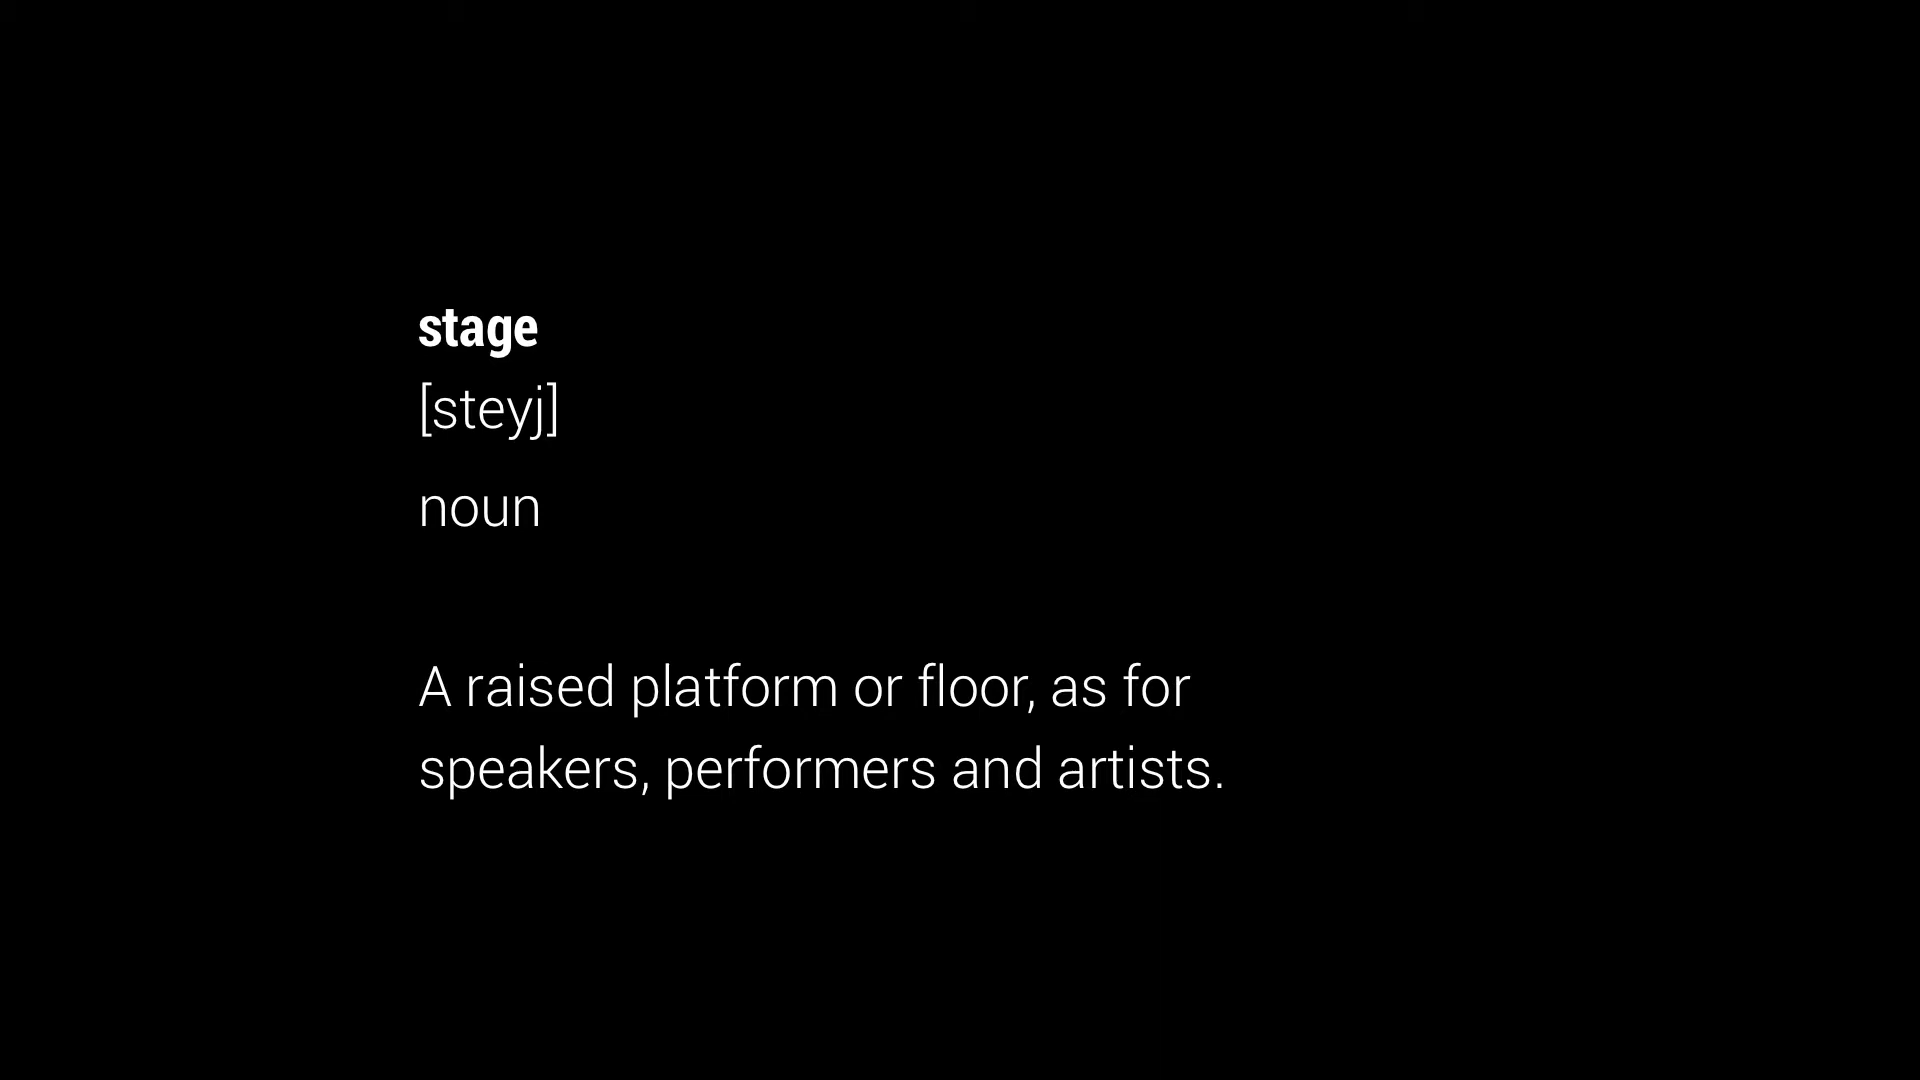 stage
[steyj]
noun
A raised platform or floor, as for
speakers, performers and artists.